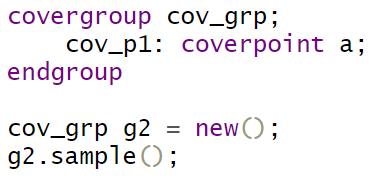 covergroup cov_grp;
    cov_p1: coverpoint a;
endgroup

cov_grp g2 = new();
g2.sample();